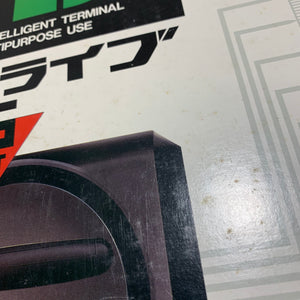 ELLIGENT TERMINAL
TIPURPOSE USE
ライブ